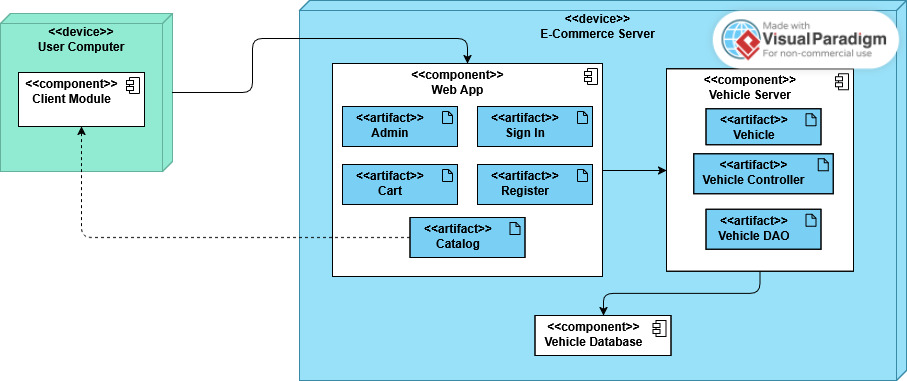 <<device>>
User Computer
<<component>>
Client Module
<<device>>
E-Commerce Server
Made with
VisualParadigm
For non-commercial use
<<component>>
Web App
<<artifact>>
Admin
<<artifact>>
Sign In
<<artifact>>
Cart
<<artifact>>
Register
<<artifact>>
Catalog
<<component>>
Vehicle Server
<<artifact>>
Vehicle
<<artifact>>
Vehicle Controller
<<artifact>>
Vehicle DAO
<<component>>
Vehicle Database